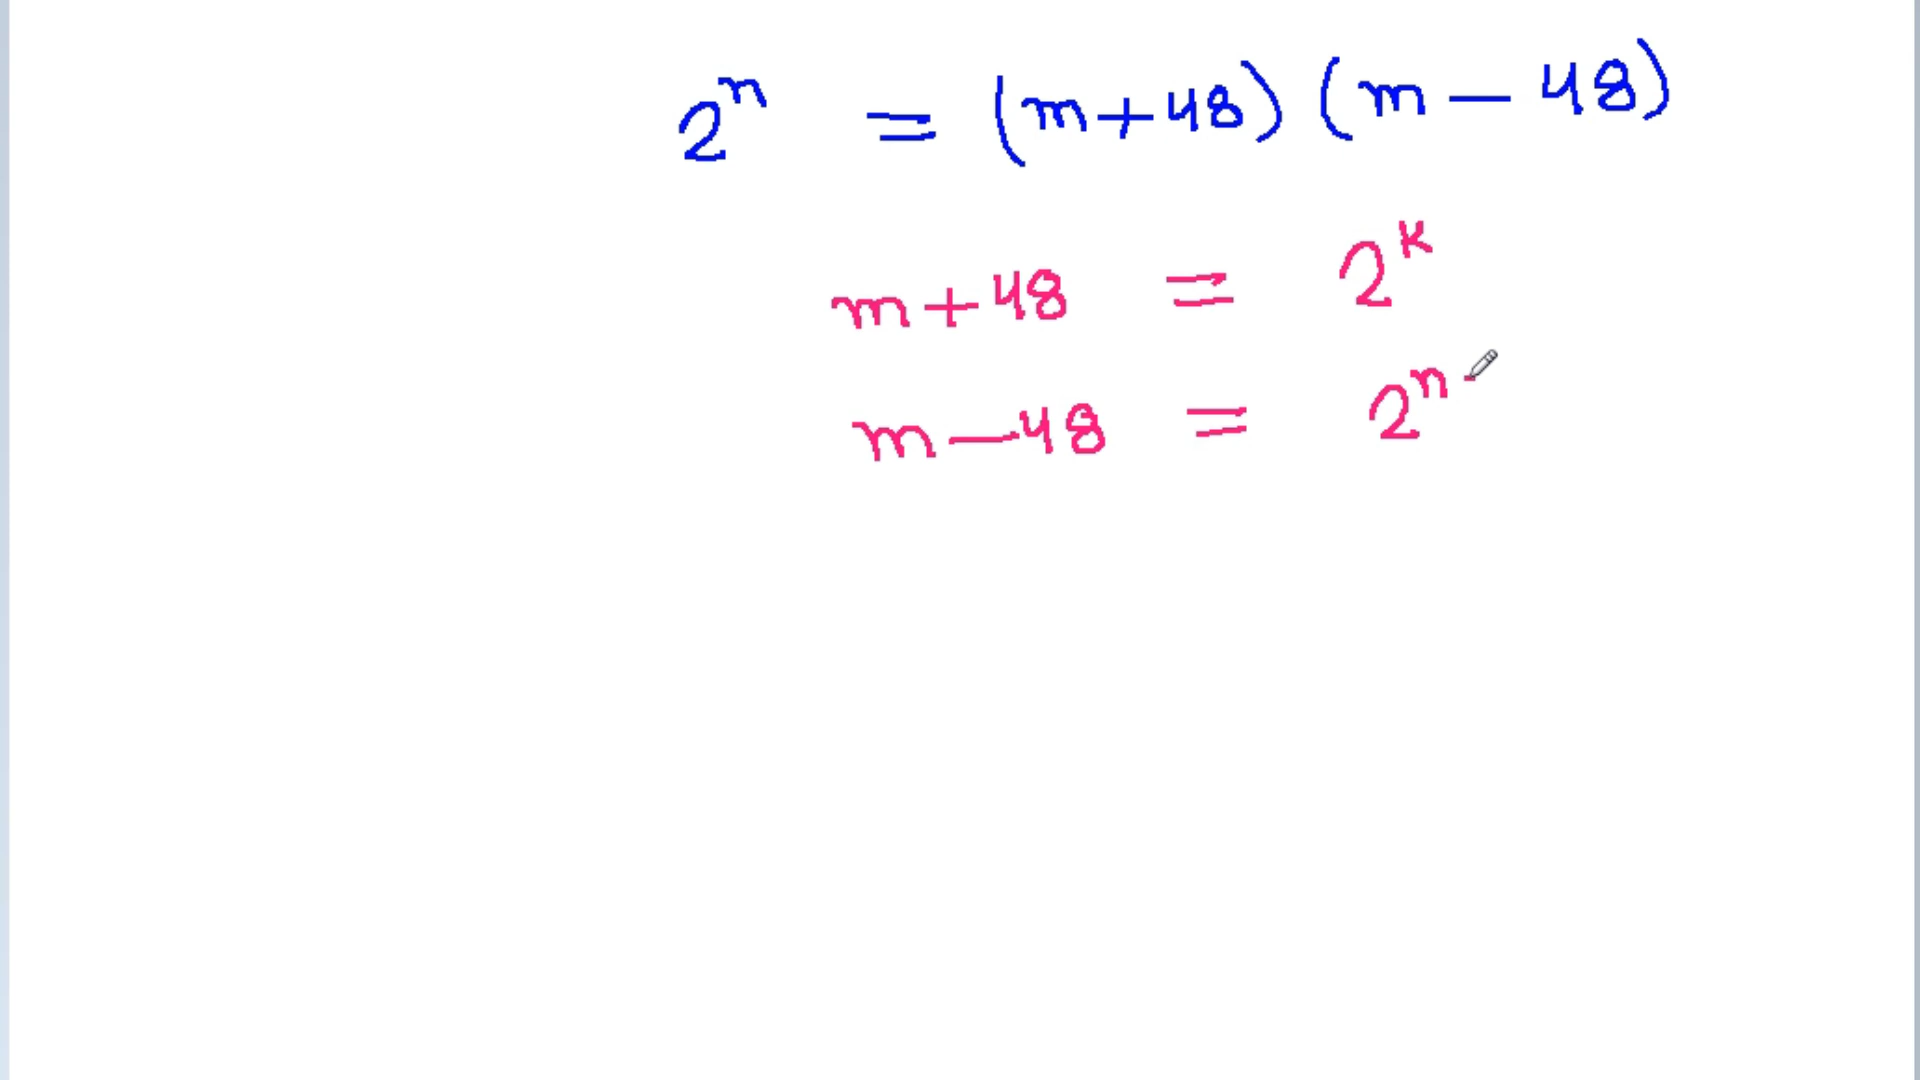 2^n = (m+48) (m-48)
m+48 = 2^k
m-48 = 2^n-